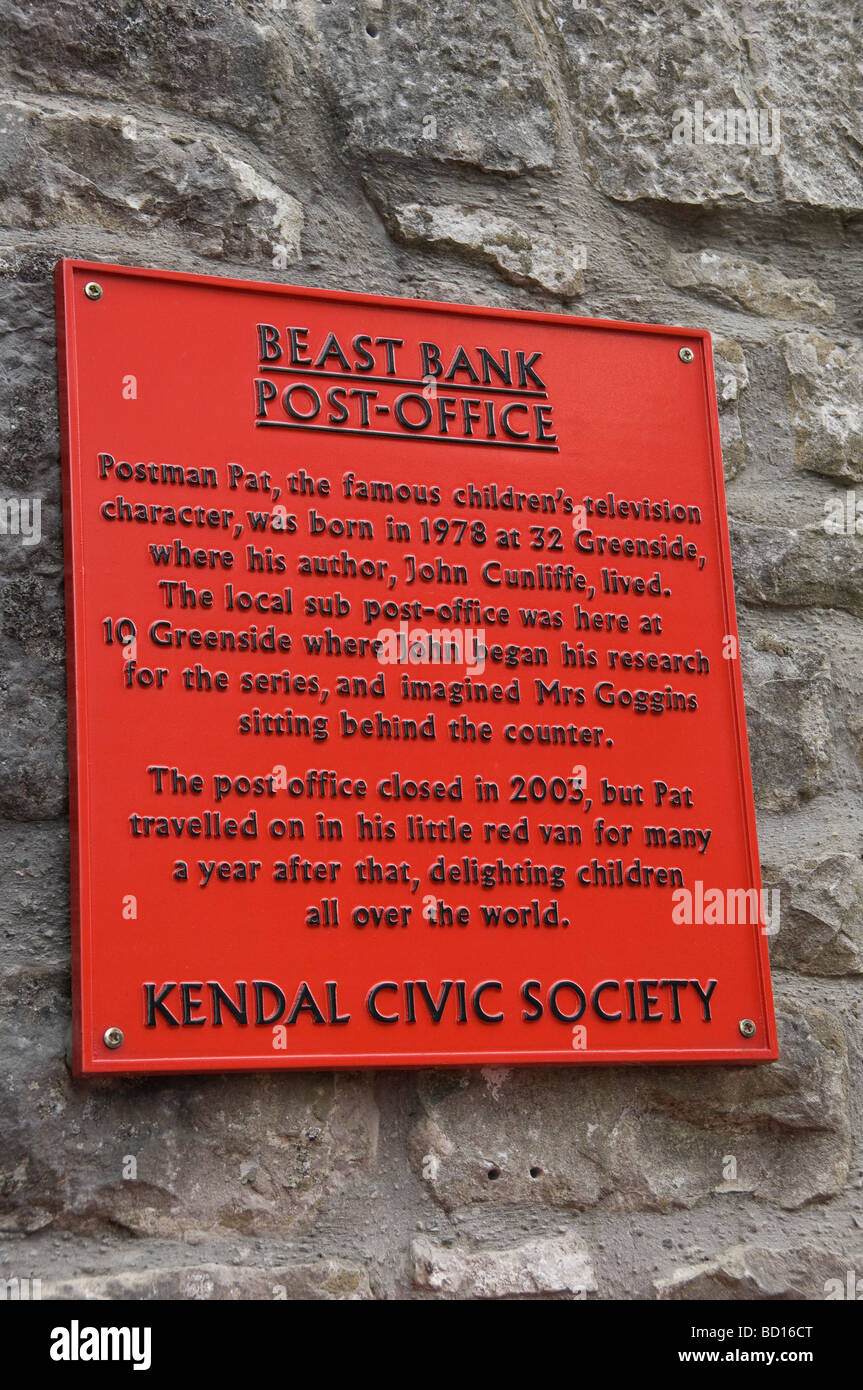 BEAST BANK
POST-OFFICE
Postman Pat, the famous children's television
character, was born in 1978 at 32 Greenside,
where his author, John Cunliffe, lived.
The local sub post-office was here at
10 Greenside where John began his research
for the series, and imagined Mrs Goggins
sitting behind the counter.
The post-office closed in 2003, but Pat
travelled on in his little red van for many
a year after that, delighting children
all over the world.
KENDAL CIVIC SOCIETY
alamy
Image ID: BD16CT
www.alamy.com